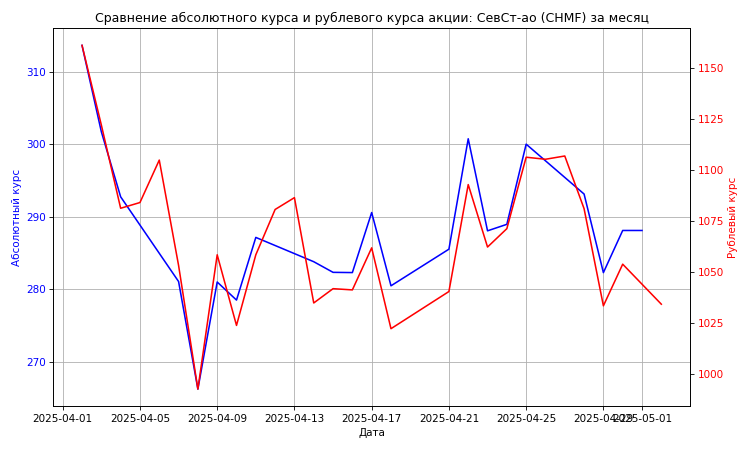 Сравнение абсолютного курса и рублевого курса акции: СевСт-ао (CHMF) за месяц
310
300
290
280
270
Абсолютный курс
1150
1125
1100
1075
1050
1025
1000
Рублевый курс
2025-04-01 2025-04-05 2025-04-09 2025-04-13 2025-04-17 2025-04-21 2025-04-25 2025-04-29 2025-05-01
Дата